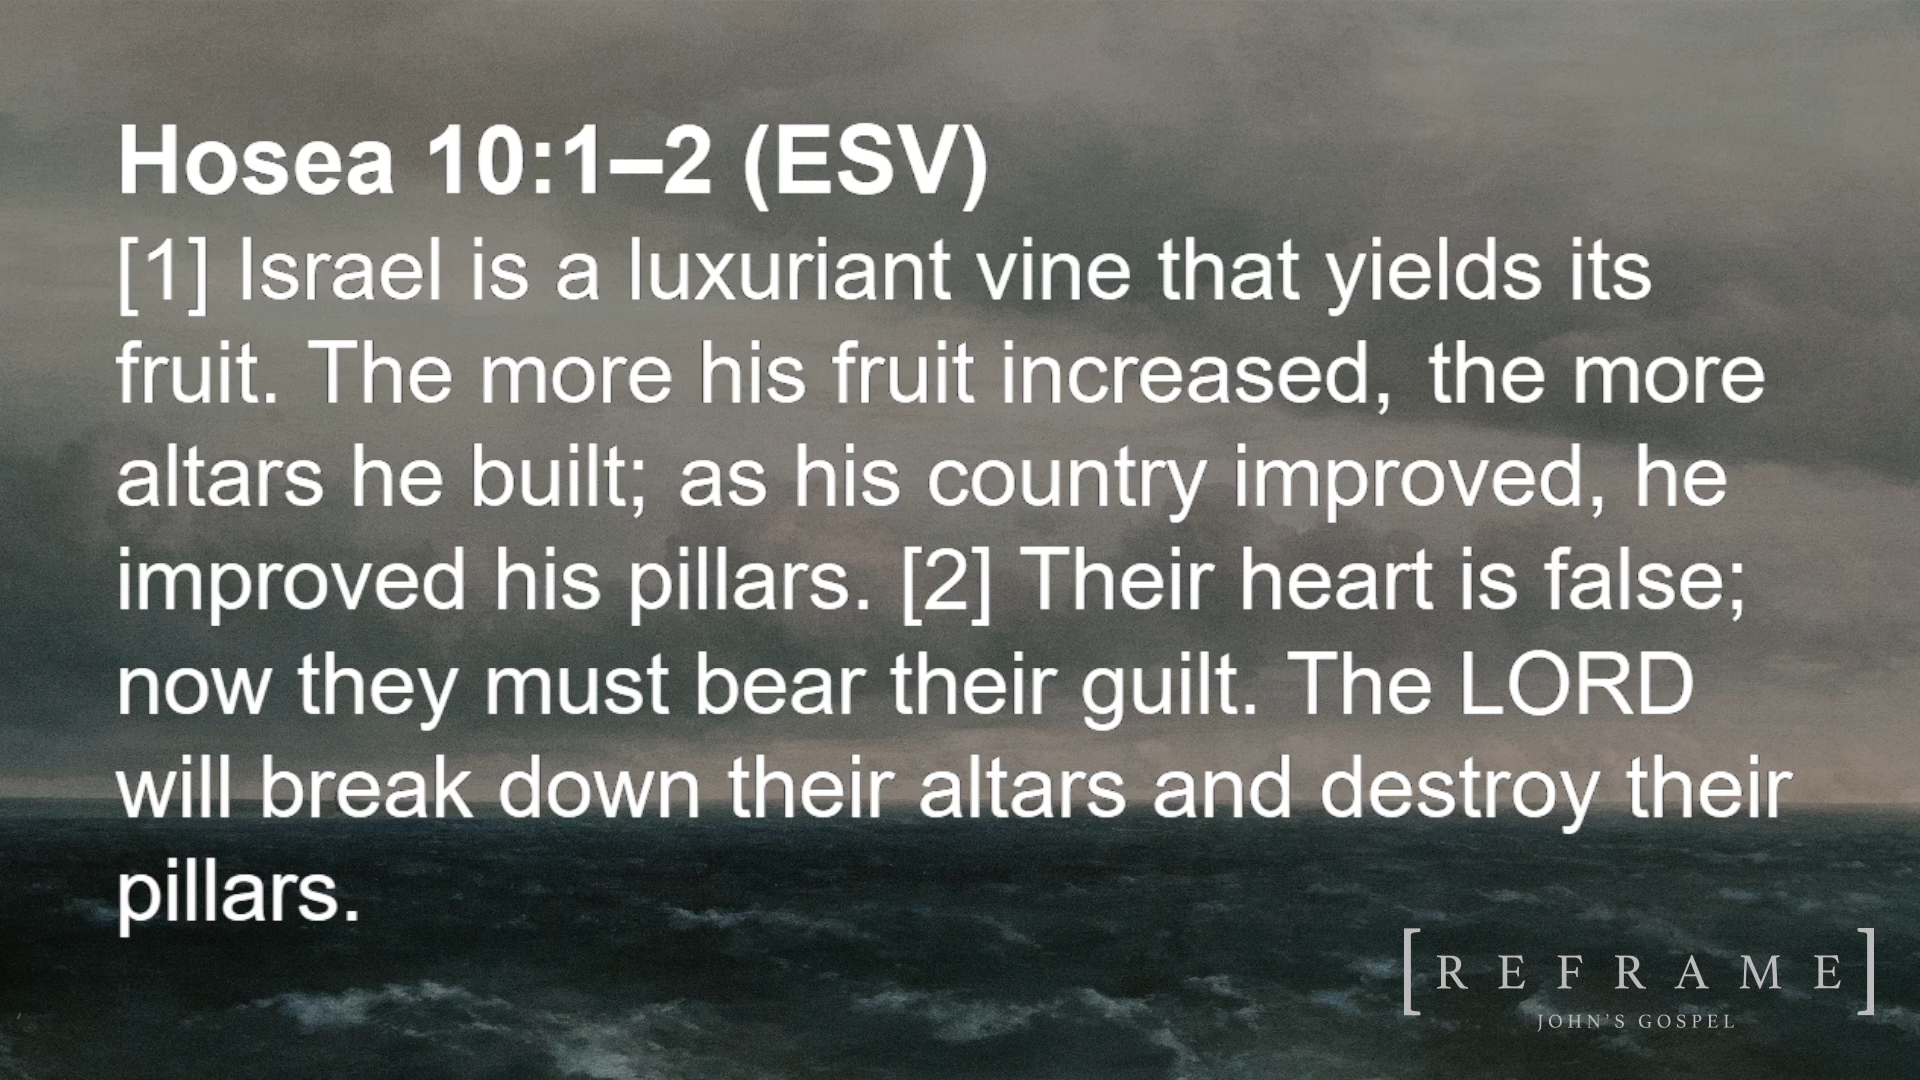 Hosea 10:1–2 (ESV)
[1] Israel is a luxuriant vine that yields its
fruit. The more his fruit increased, the more
altars he built; as his country improved, he
improved his pillars. [2] Their heart is false;
now they must bear their guilt. The LORD
will break down their altars and destroy their
pillars.
[REFRAME]
JOHN'S GOSPEL